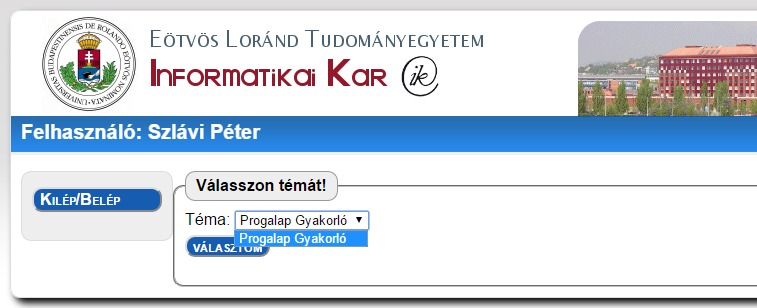 UNIVERSITAS BUDAPESTINENSIS DE ROLANDO EÖTVÖS NOMINATA
Eötvös Loránd Tudományegyetem
Informatikai Kar ik
Felhasználó: Szlávi Péter
Kilép/Belép
Válasszon témát!
Téma: Progalap Gyakorló
Progalap Gyakorló
VÁLASZTOM